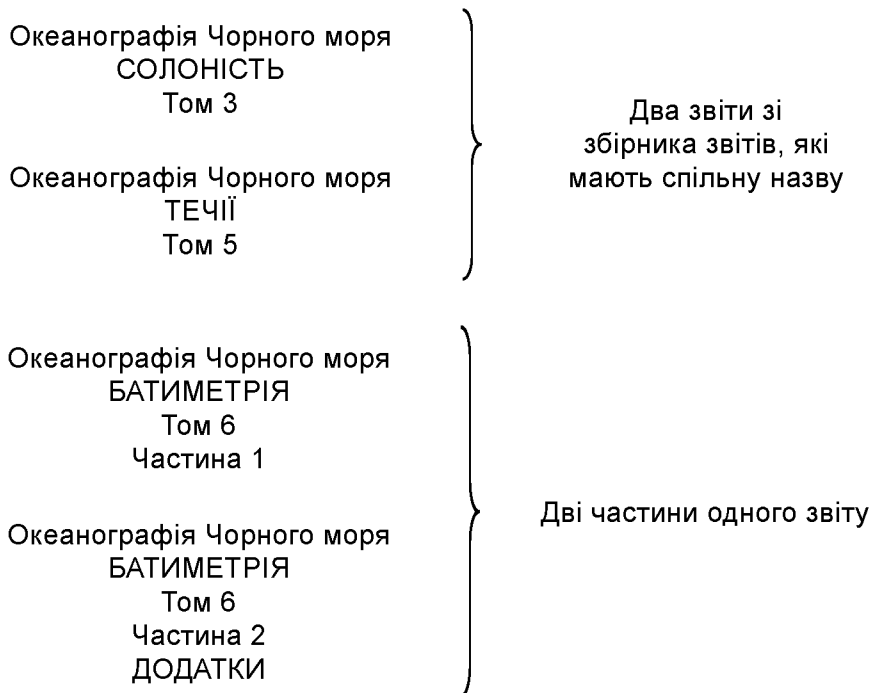 Океанографія Чорного моря
СОЛОНІСТЬ
Том 3
Океанографія Чорного моря
ТЕЧІЇ
Том 5
Два звіти зі
збірника звітів, які
мають спільну назву
Океанографія Чорного моря
БАТИМЕТРІЯ
Том 6
Частина 1
Океанографія Чорного моря
БАТИМЕТРІЯ
Том 6
Частина 2
ДОДАТКИ
Дві частини одного звіту